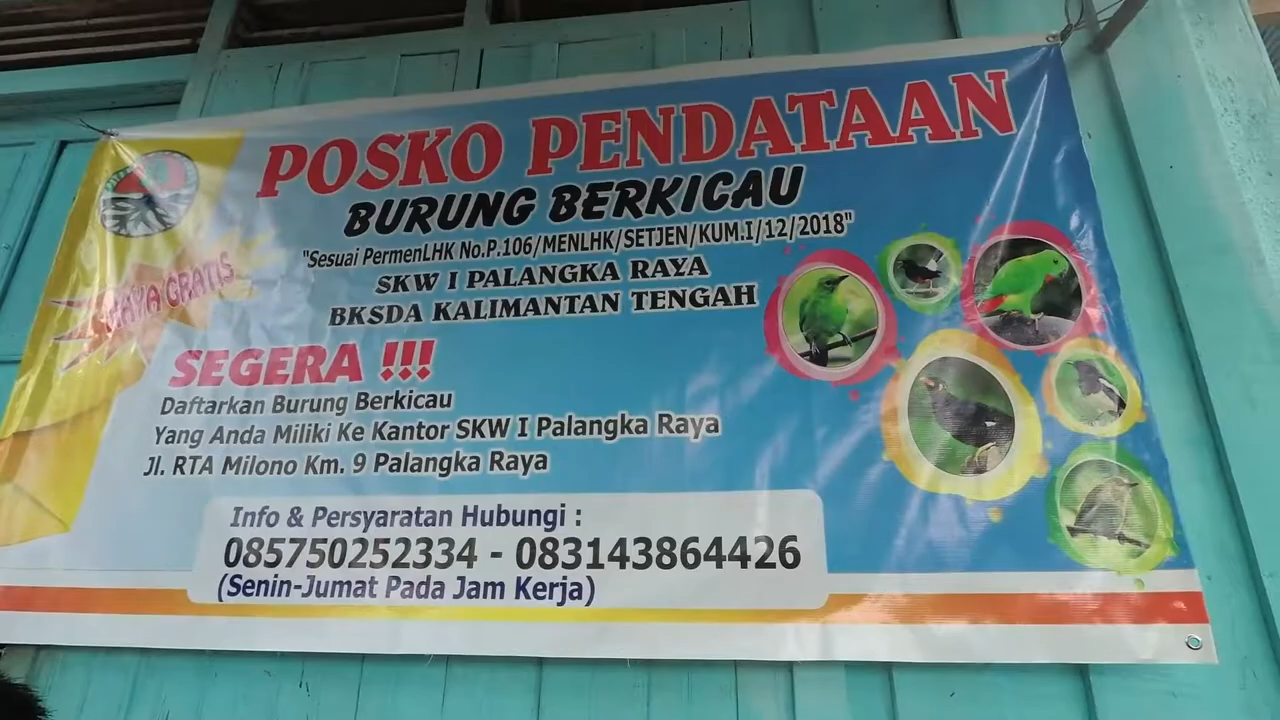 POSKO PENDATAAN
BURUNG BERKICAU
"Sesuai PermenLHK No.P.106/MENLHK/SETJEN/KUM.I/12/2018"
SKW I PALANGKA RAYA
BKSDA KALIMANTAN TENGAH
GRATIS
SEGERA !!!
Daftarkan Burung Berkicau
Yang Anda Miliki Ke Kantor SKW I Palangka Raya
Jl. RTA Milono Km. 9 Palangka Raya
Info & Persyaratan Hubungi :
085750252334 - 083143864426
(Senin-Jumat Pada Jam Kerja)